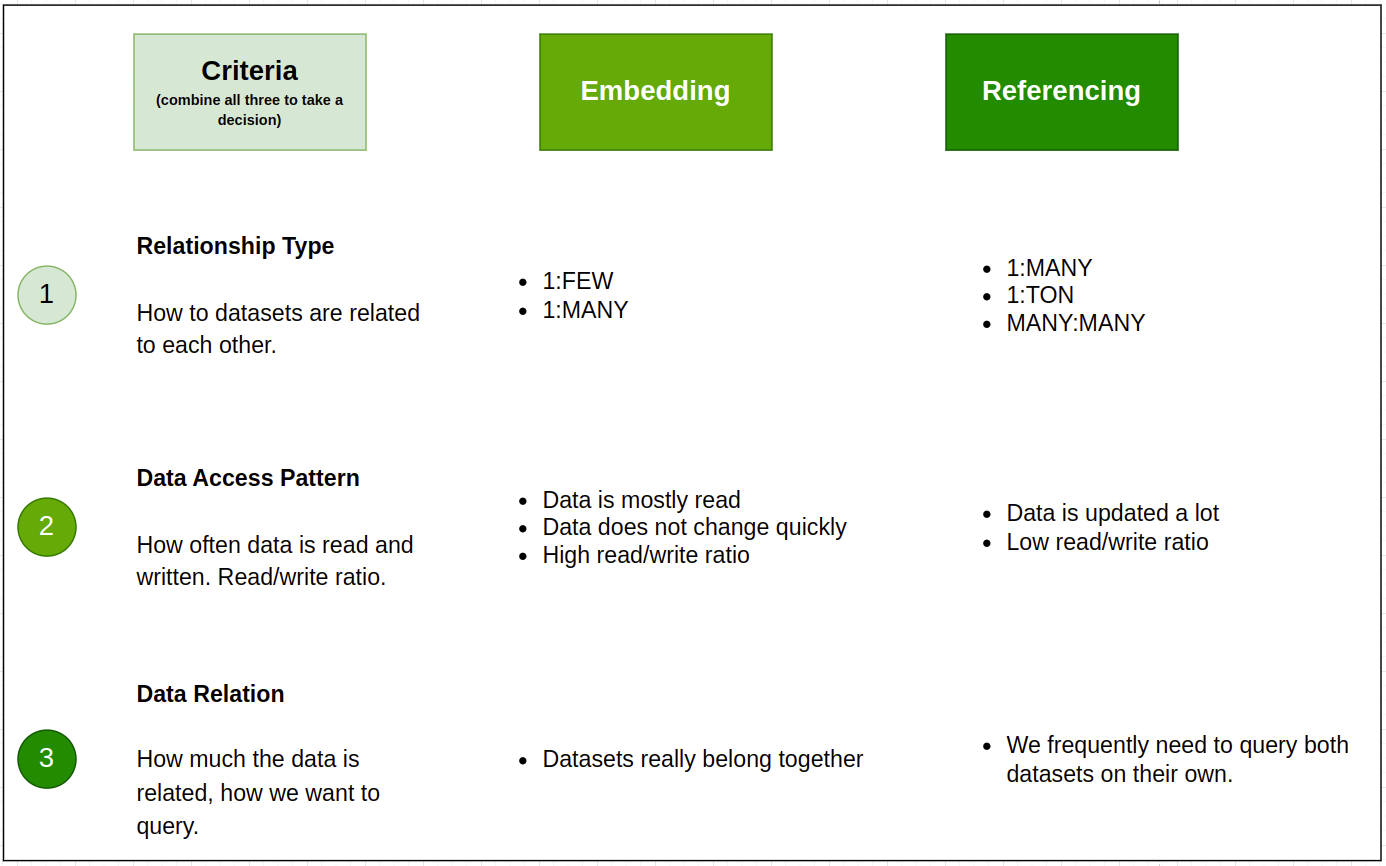 Criteria
(combine all three to take a
decision)
Embedding
Referencing
1
Relationship Type
How to datasets are related
to each other.
• 1:FEW
• 1:MANY
• 1:MANY
• 1:TON
• MANY:MANY
2
Data Access Pattern
How often data is read and
written. Read/write ratio.
• Data is mostly read
• Data does not change quickly
• High read/write ratio
• Data is updated a lot
• Low read/write ratio
3
Data Relation
How much the data is
related, how we want to
query.
• Datasets really belong together
• We frequently need to query both
datasets on their own.